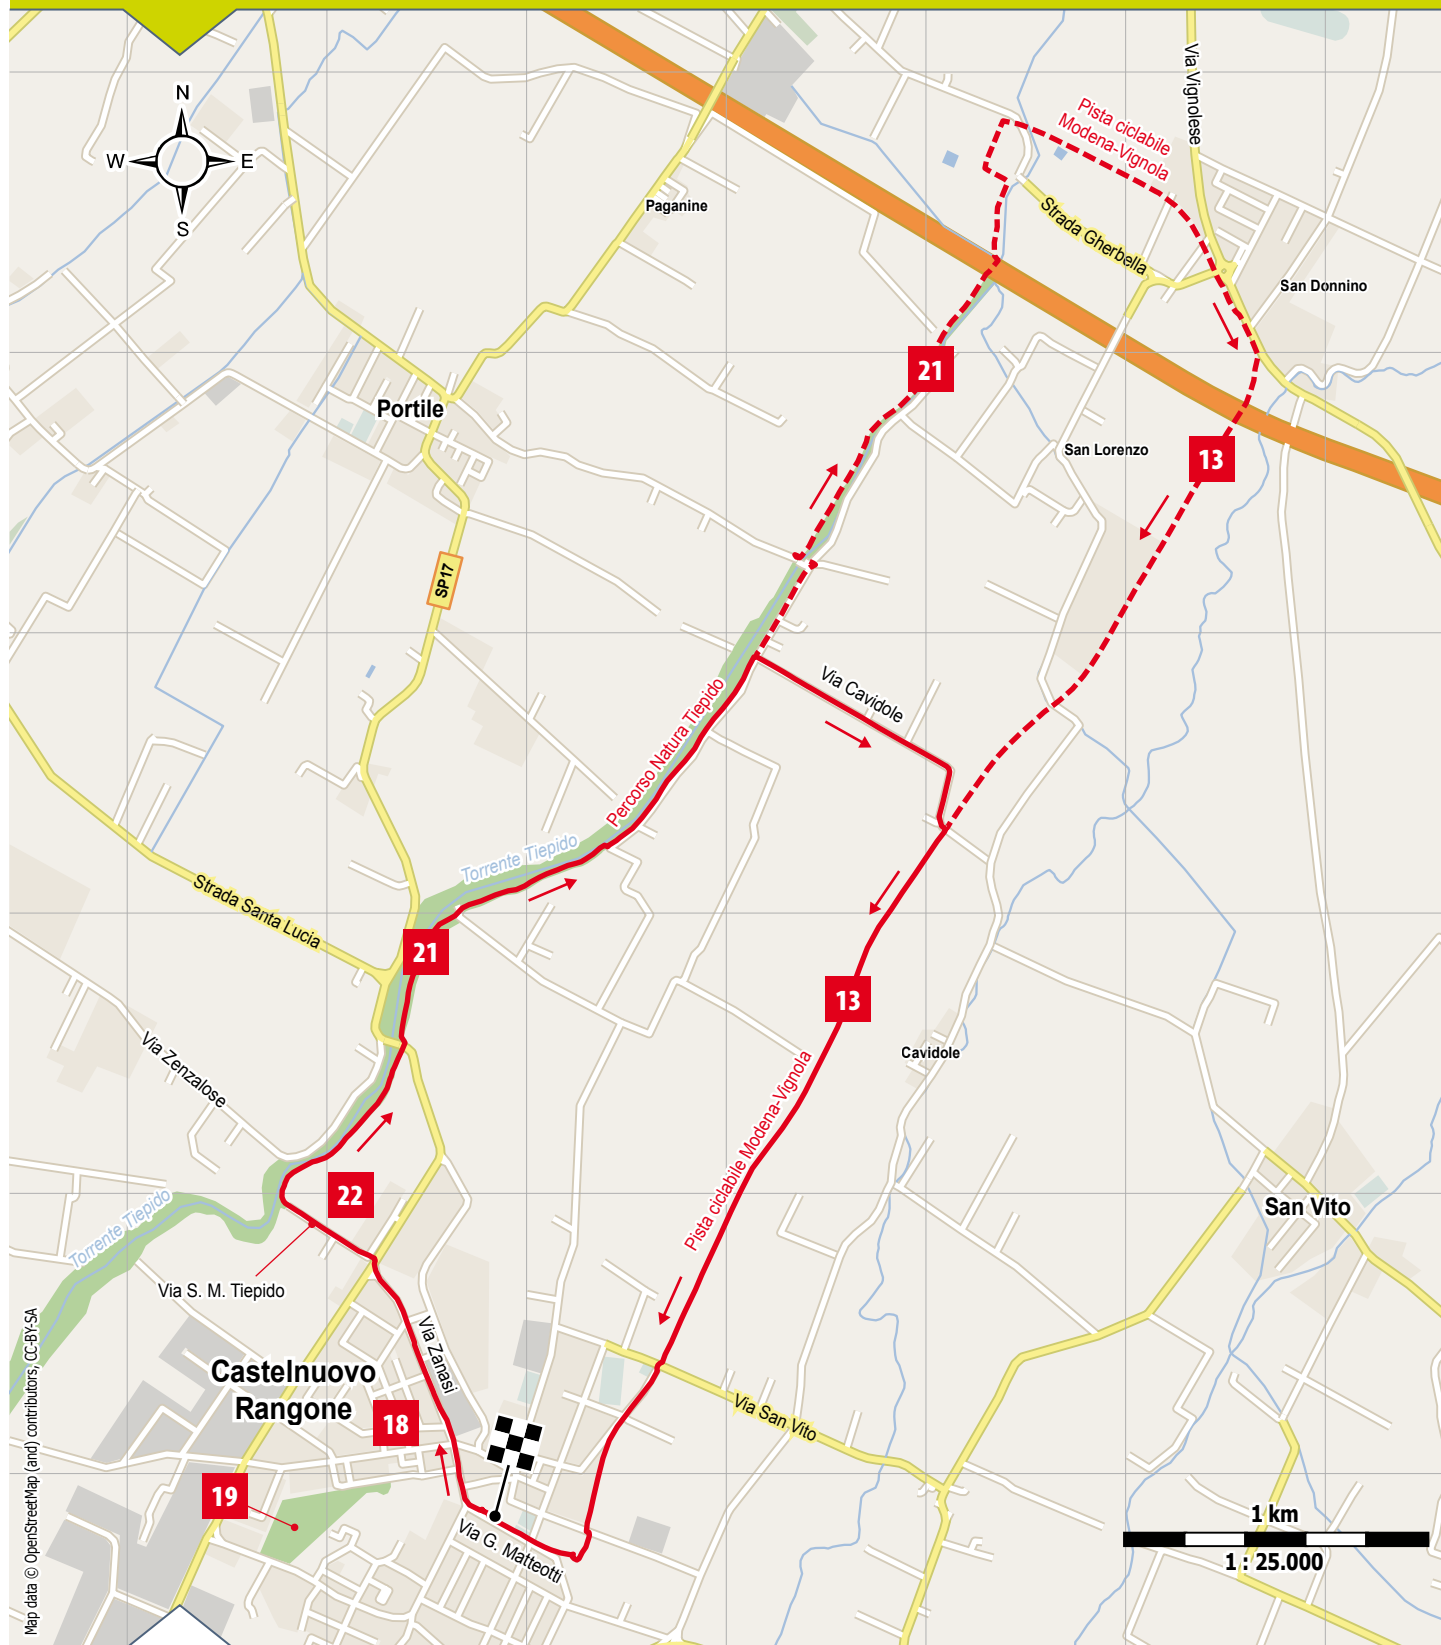 N
W
E
S
Via Vignolese
Pista ciclabile
Modena-Vignola
Paganine
Strada Gherbella
San Donnino
21
Portile
San Lorenzo
13
SP17
Via Cavidole
Percorso Natura Tiepido
Torrente Tiepido
Strada Santa Lucia
21
13
Via Zenzalose
Cavidole
Pista ciclabile Modena-Vignola
22
Torrente Tiepido
San Vito
Via S. M. Tiepido
Via Zanasi
Castelnuovo
Rangone
18
Via San Vito
19
Via G. Matteotti
1 km
1 : 25.000
Map data © OpenStreetMap (and) contributors, CC-BY-SA